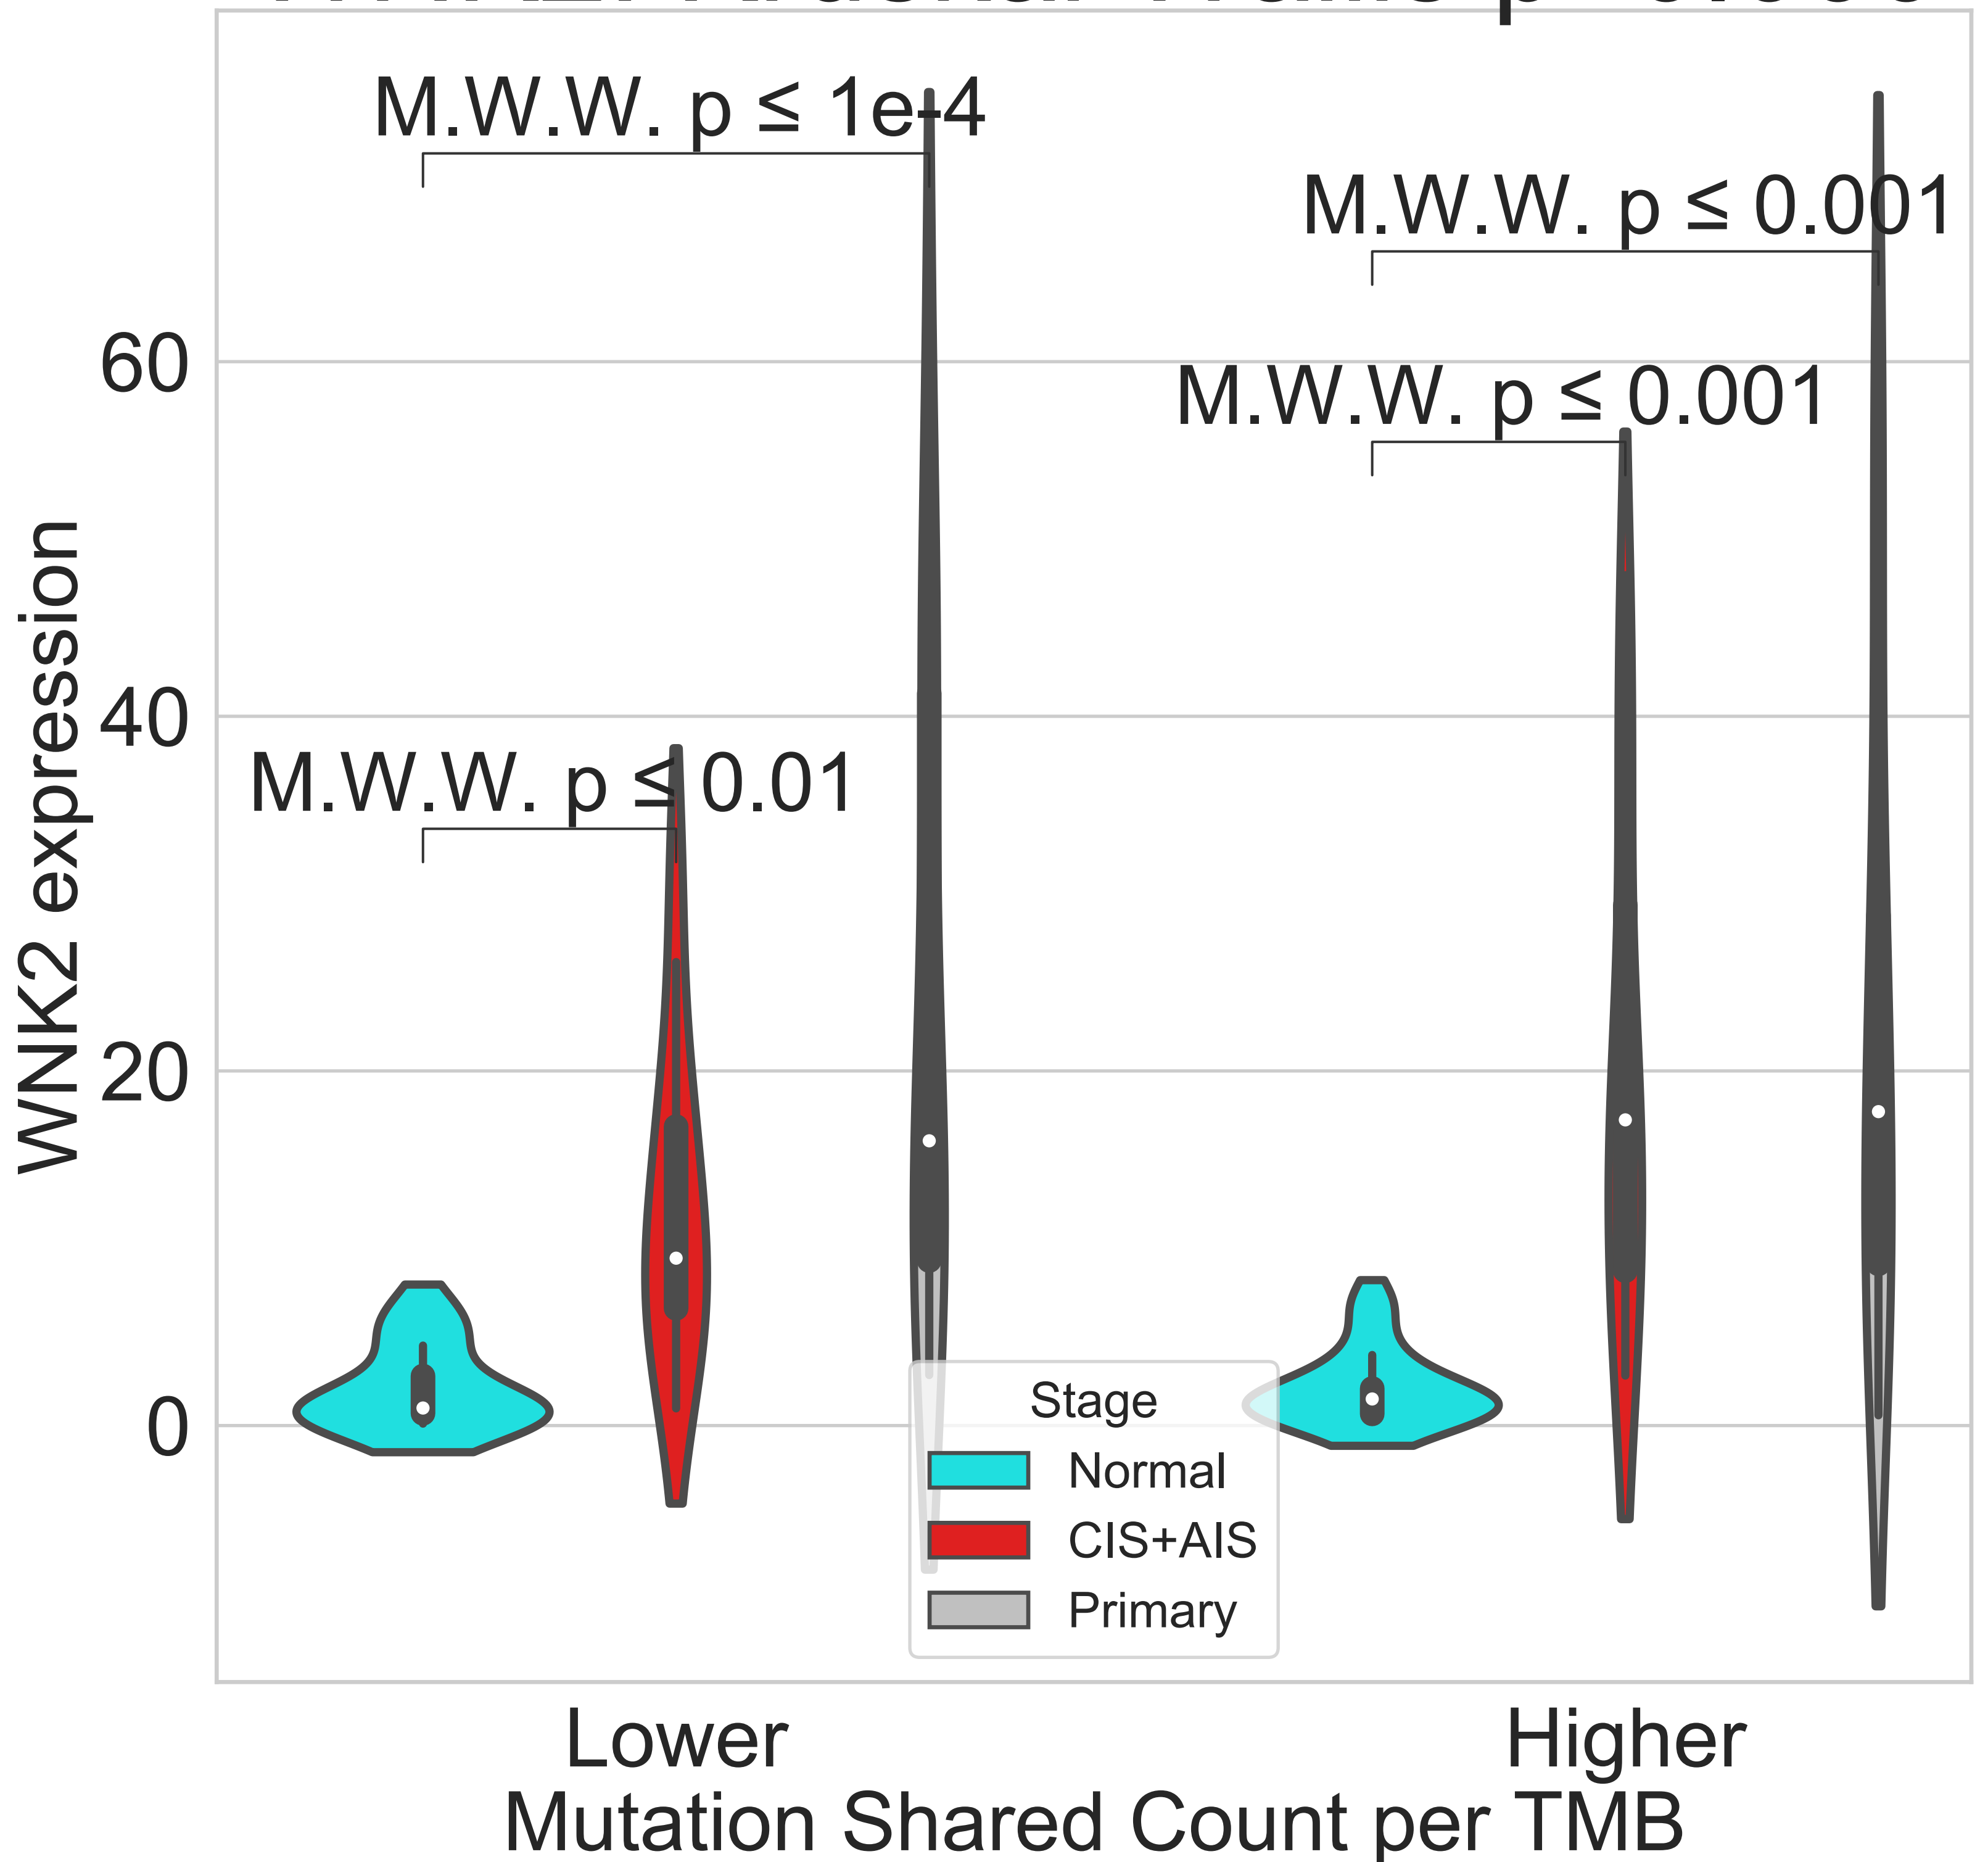 M.W.W. p ≤ 1e-4
M.W.W. p ≤ 0.001
M.W.W. p ≤ 0.001
M.W.W. p ≤ 0.01
60
40
20
0
WNK2 expression
Stage
Normal
CIS+AIS
Primary
Lower
Higher
Mutation Shared Count per TMB